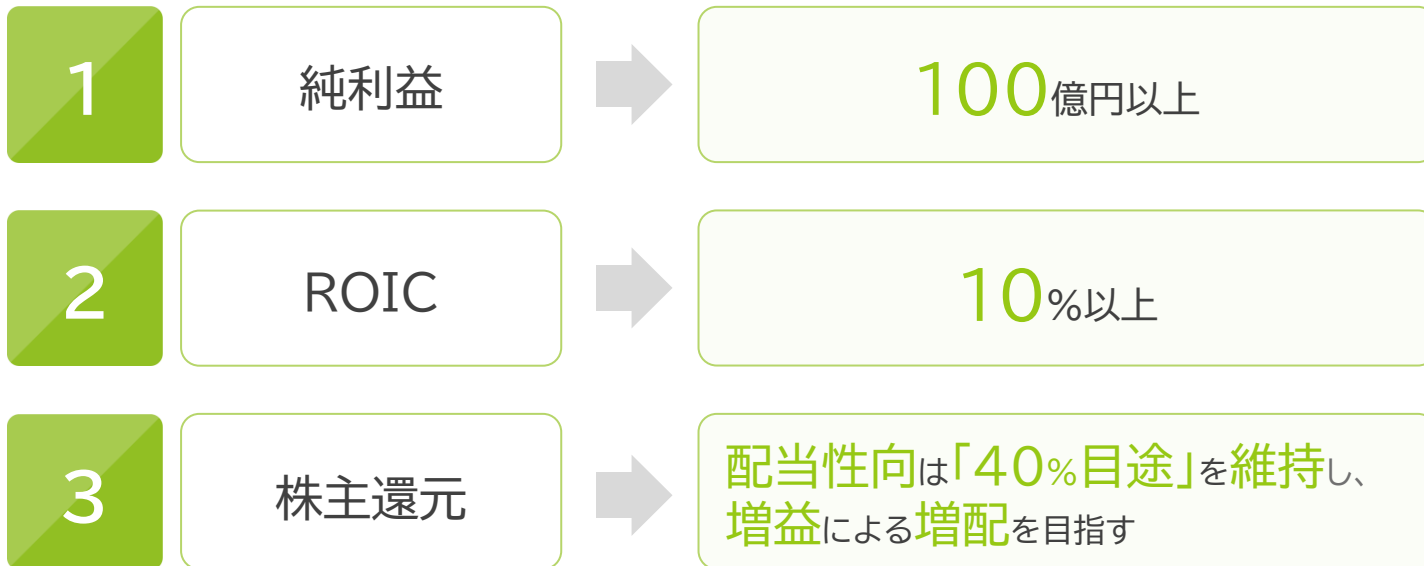 1
純利益
100億円以上
2
ROIC
10%以上
3
株主還元
配当性向は「40%目途」を維持し、
増益による増配を目指す